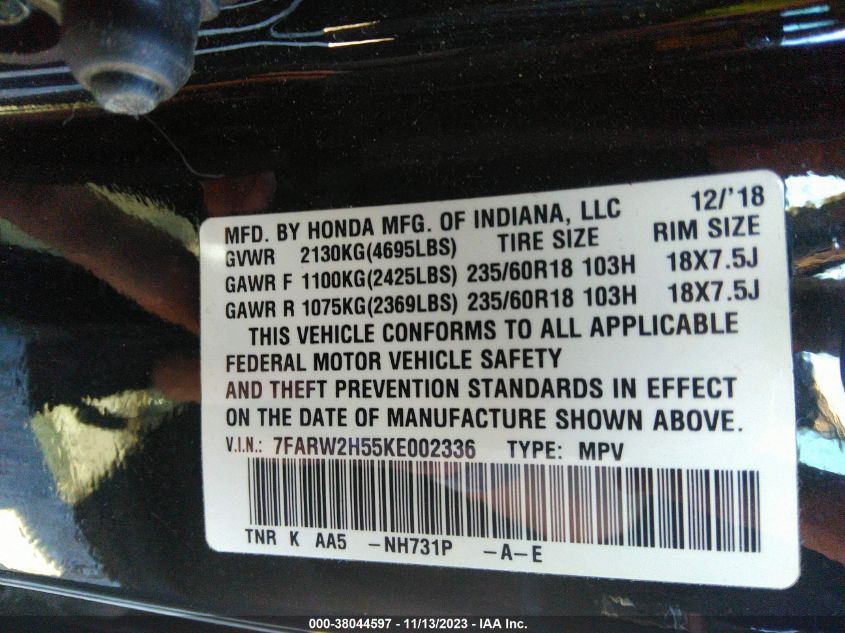 MFD. BY HONDA MFG. OF INDIANA, LLC 12/'18
GVWR 2130KG(4695LBS) TIRE SIZE RIM SIZE
GAWR F 1100KG(2425LBS) 235/60R18 103H 18X7.5J
GAWR R 1075KG(2369LBS) 235/60R18 103H 18X7.5J
THIS VEHICLE CONFORMS TO ALL APPLICABLE
FEDERAL MOTOR VEHICLE SAFETY
AND THEFT PREVENTION STANDARDS IN EFFECT
ON THE DATE OF MANUFACTURE SHOWN ABOVE.
V.I.N.: 7FARW2H55KE002336 TYPE: MPV
TNR K AA5 -NH731P -A-E
000-38044597 - 11/13/2023 - IAA Inc.